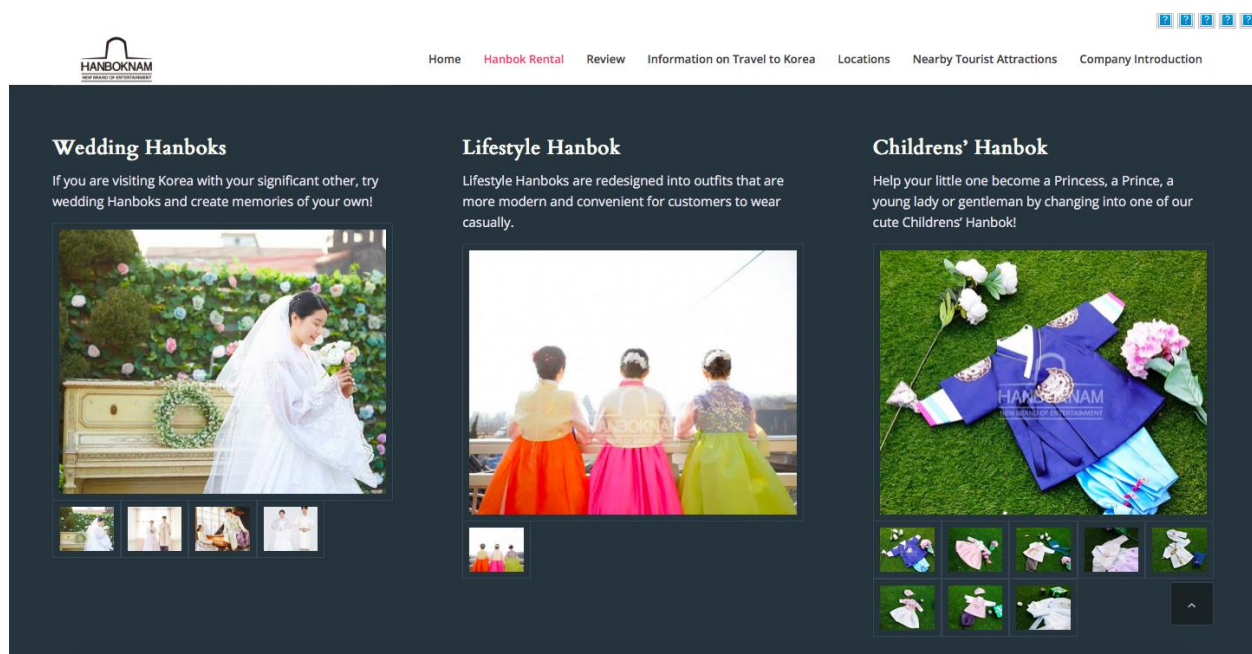 HANBOKNAM
NEW BRAND OF ENTERTAINMENT
Home Hanbok Rental Review Information on Travel to Korea Locations Nearby Tourist Attractions Company Introduction
Wedding Hanboks
If you are visiting Korea with your significant other, try
wedding Hanboks and create memories of your own!
Lifestyle Hanbok
Lifestyle Hanboks are redesigned into outfits that are
more modern and convenient for customers to wear
casually.
HANBOKNAM
Childrens’ Hanbok
Help your little one become a Princess, a Prince, a
young lady or gentleman by changing into one of our
cute Childrens’ Hanbok!
HANBOKNAM
NEW BRAND OF ENTERTAINMENT